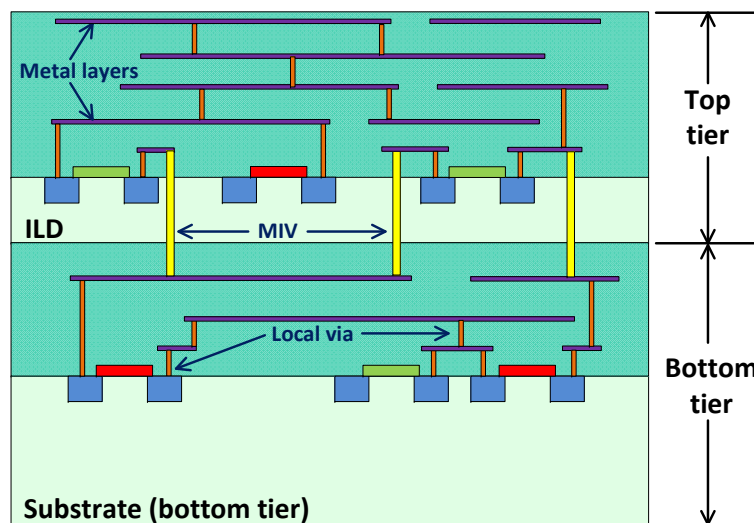 Metal layers
Top
tier
ILD
MIV
Local via
Bottom
tier
Substrate (bottom tier)